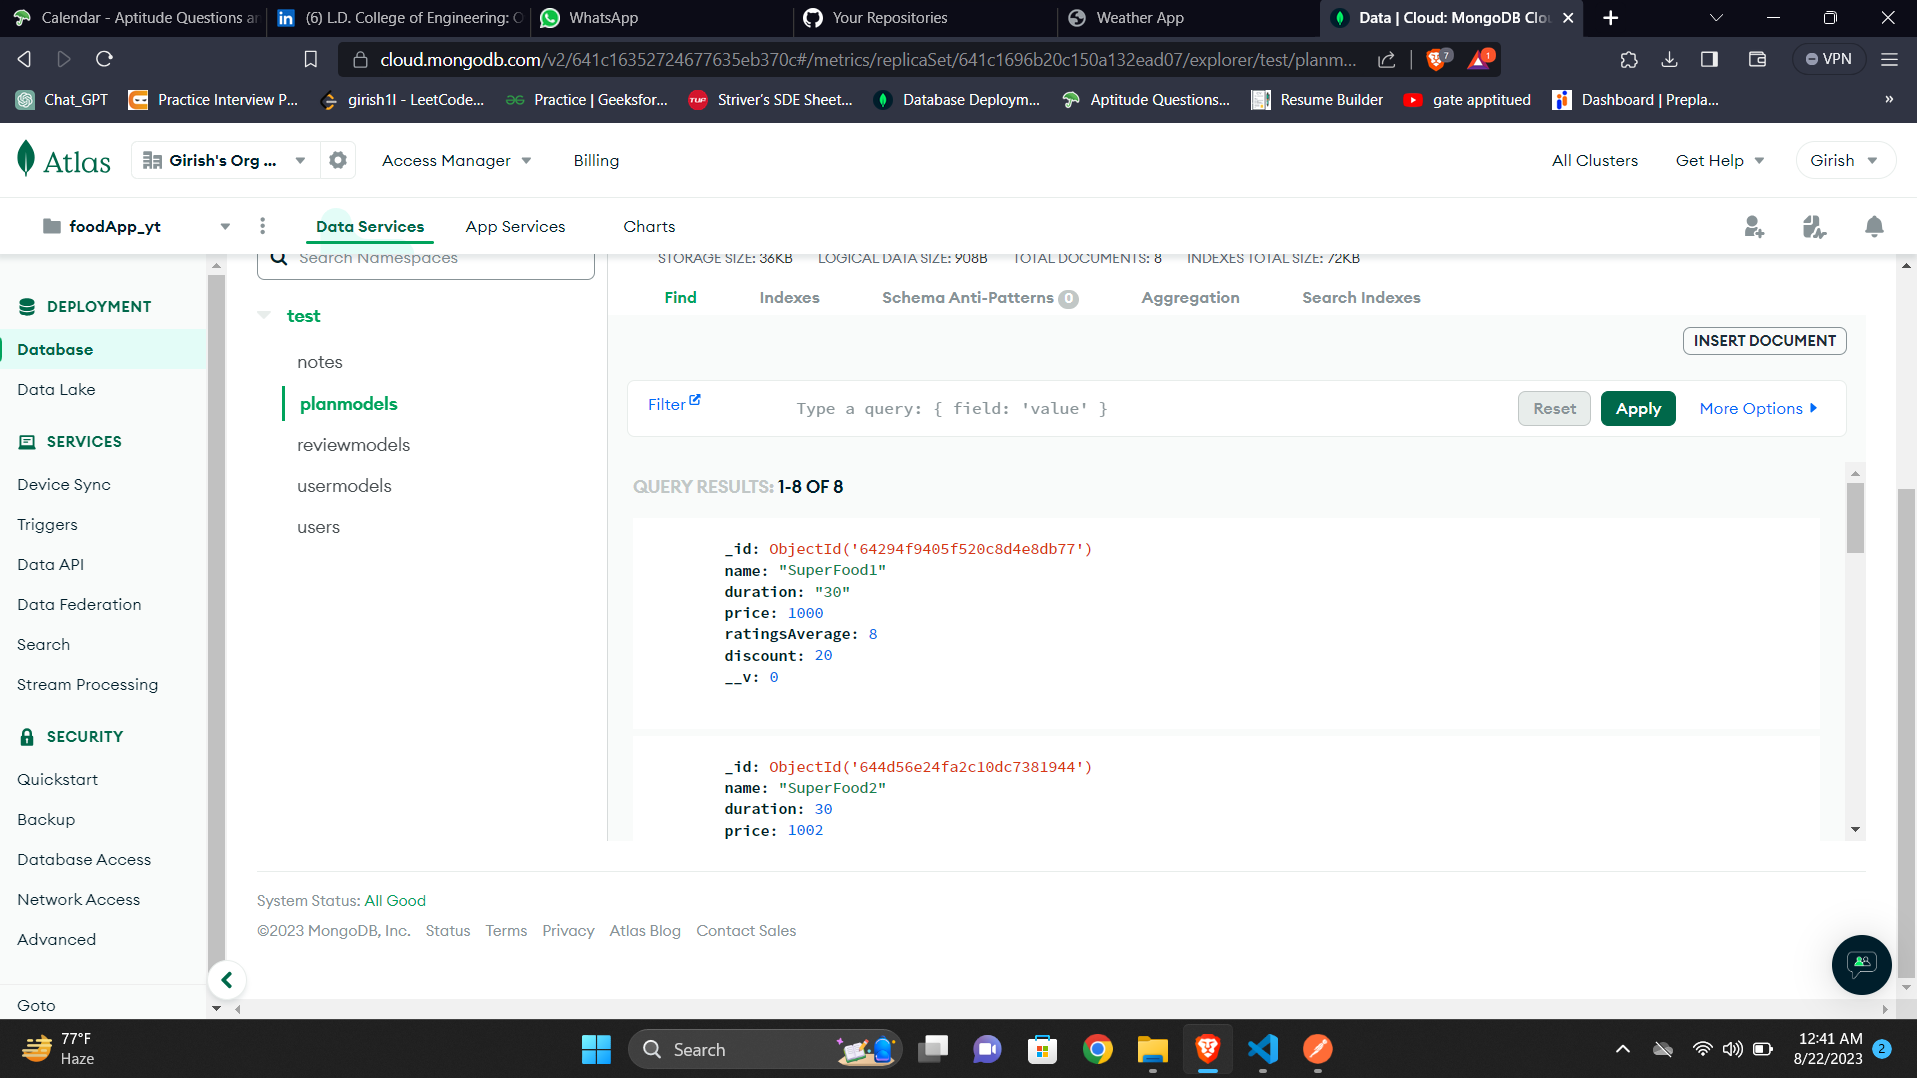 Calendar - Aptitude Questions an
(6) L.D. College of Engineering: O
WhatsApp
Your Repositories
Weather App
Data | Cloud: MongoDB Clou
cloud.mongodb.com/v2/641c16352724677635eb370c#/metrics/replicaSet/641c1696b20c150a132ead07/explorer/test/planm...
7
1
VPN
Chat_GPT
Practice Interview P...
girish1l - LeetCode...
Practice | Geeksfor...
TUF
Striver's SDE Sheet...
Database Deploym...
Aptitude Questions...
Resume Builder
gate apptitued
Dashboard | Prepla...
»
Atlas
Girish's Org ...
Access Manager
Billing
All Clusters
Get Help
Girish
foodApp_yt
Data Services
App Services
Charts
Search Namespaces
STORAGE SIZE: 36KB
LOGICAL DATA SIZE: 908B
TOTAL DOCUMENTS: 8
INDEXES TOTAL SIZE: 72KB
DEPLOYMENT
Database
Data Lake
SERVICES
Device Sync
Triggers
Data API
Data Federation
Search
Stream Processing
SECURITY
Quickstart
Backup
Database Access
Network Access
Advanced
Goto
test
notes
planmodels
reviewmodels
usermodels
users
Find
Indexes
Schema Anti-Patterns 0
Aggregation
Search Indexes
INSERT DOCUMENT
Filter
Type a query: { field: 'value' }
Reset
Apply
More Options
QUERY RESULTS: 1-8 OF 8
_id: ObjectId('64294f9405f520c8d4e8db77')
name: "SuperFood1"
duration: "30"
price: 1000
ratingsAverage: 8
discount: 20
__v: 0
_id: ObjectId('644d56e24fa2c10dc7381944')
name: "SuperFood2"
duration: 30
price: 1002
System Status: All Good
©2023 MongoDB, Inc.
Status
Terms
Privacy
Atlas Blog
Contact Sales
77°F
Haze
Search
12:41 AM
8/22/2023
2